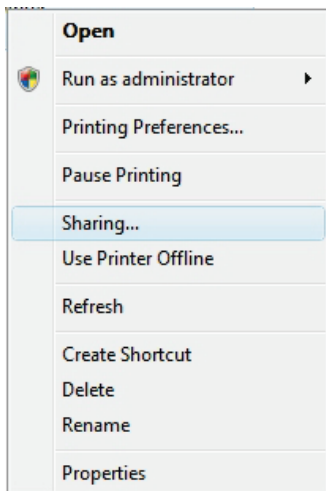 Open
Run as administrator
Printing Preferences...
Pause Printing
Sharing...
Use Printer Offline
Refresh
Create Shortcut
Delete
Rename
Properties